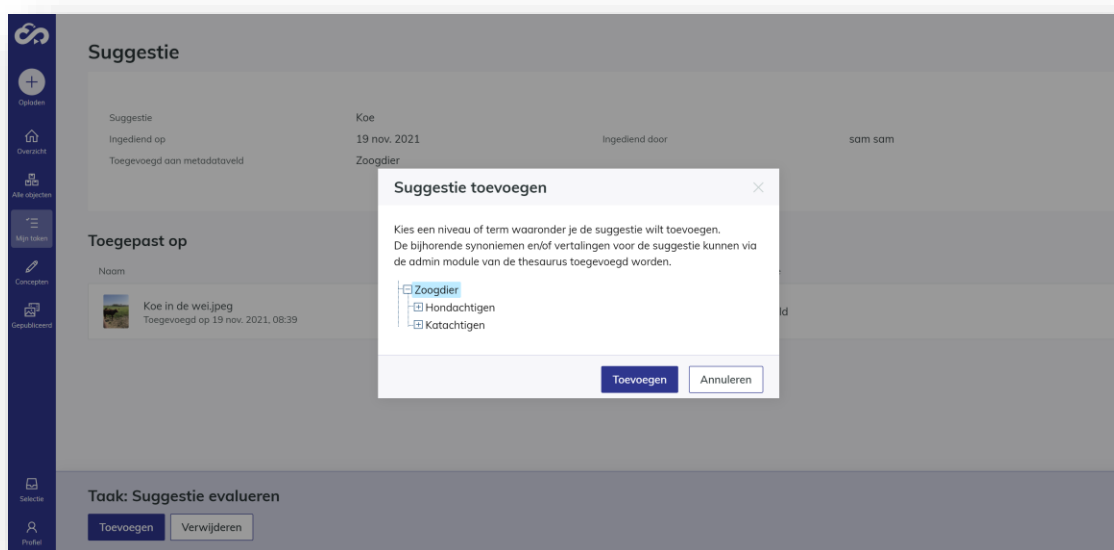 Opladen
Overzicht
Alle objecten
Mijn taken
Concepten
Gepubliceerd
Selectie
Profiel
Suggestie
Suggestie Koe
Ingediend op 19 nov. 2021 Ingediend door sam sam
Toegevoegd aan metadataveld Zoogdier
Suggestie toevoegen
Kies een niveau of term waaronder je de suggestie wilt toevoegen.
De bijhorende synoniemen en/of vertalingen voor de suggestie kunnen via
de admin module van de thesaurus toegevoegd worden.
Zoogdier
Hondachtigen
Katachtigen
Toevoegen Annuleren
Toegepast op
Naam
Koe in de wei.jpeg
Toegevoegd op 19 nov. 2021, 08:39
Taak: Suggestie evalueren
Toevoegen Verwijderen